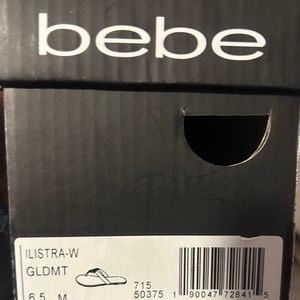 bebe
ILISTRA-W
GLDMT
715
50375
1 90047 72841 5
6.5 M